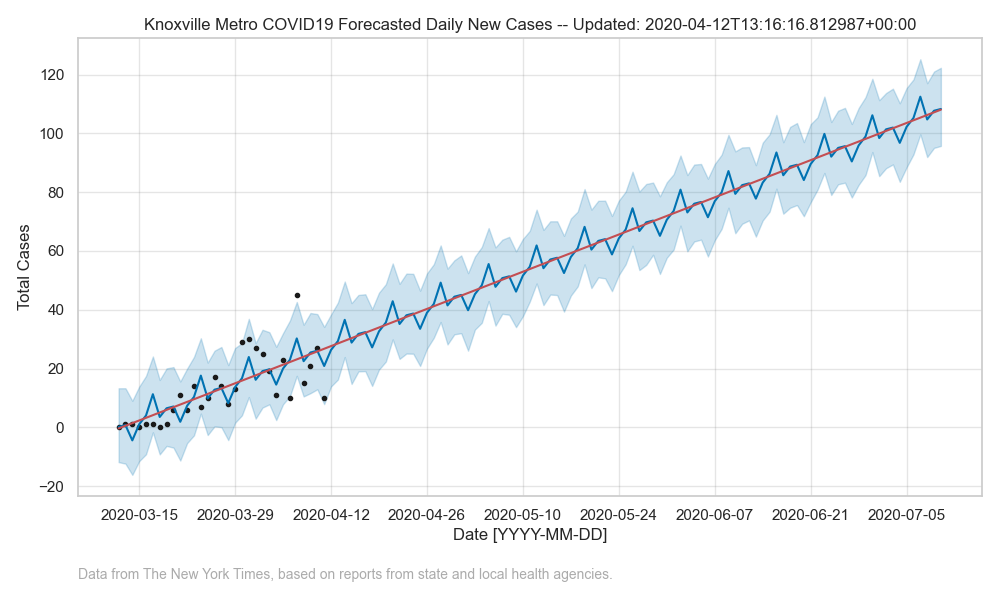 Knoxville Metro COVID19 Forecasted Daily New Cases -- Updated: 2020-04-12T13:16:16.812987+00:00
Total Cases
120
100
80
60
40
20
0
−20
2020-03-15 2020-03-29 2020-04-12 2020-04-26 2020-05-10 2020-05-24 2020-06-07 2020-06-21 2020-07-05
Date [YYYY-MM-DD]
Data from The New York Times, based on reports from state and local health agencies.